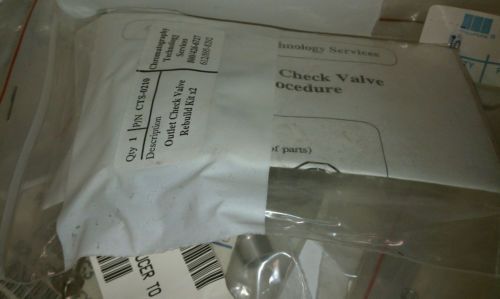 Chromatography
Technology
Services
Qty 1
P/N CTS-0210
Description
Outlet Check Valve
Rebuild Kit x2
hnology Services
Check Valve
ocedure
of parts)
UCER TO